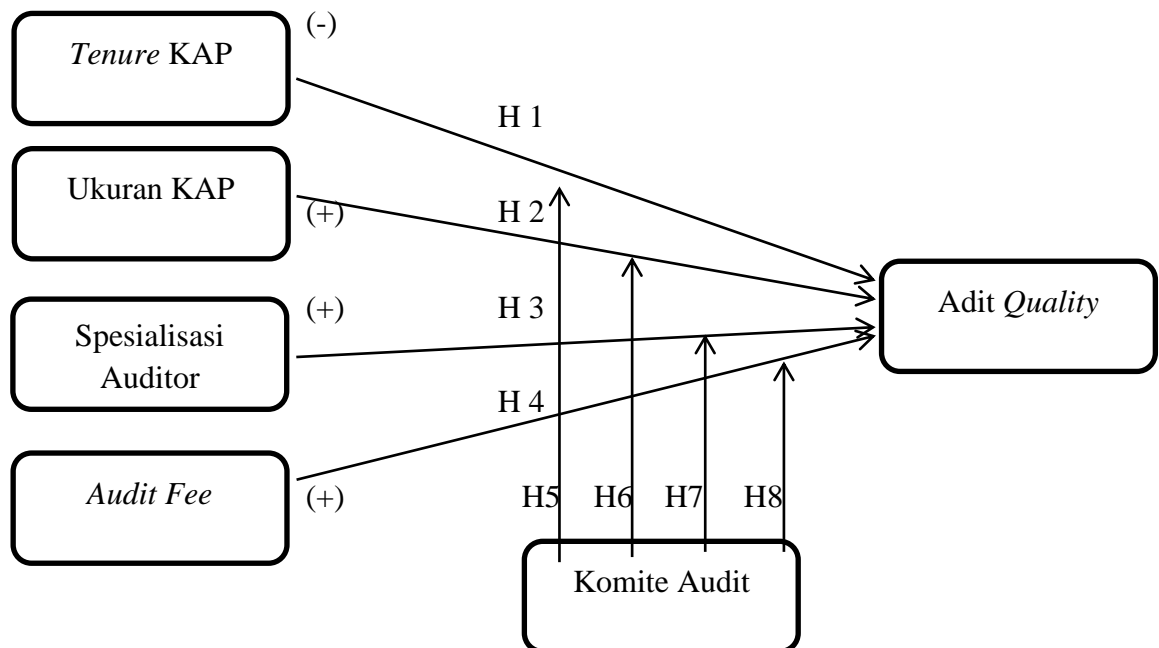 (-)
Tenure KAP
H 1
Ukuran KAP
(+)
H 2
(+)
H 3
Spesialisasi
Auditor
Adit Quality
H 4
Audit Fee
(+)
H5
H6
H7
H8
Komite Audit